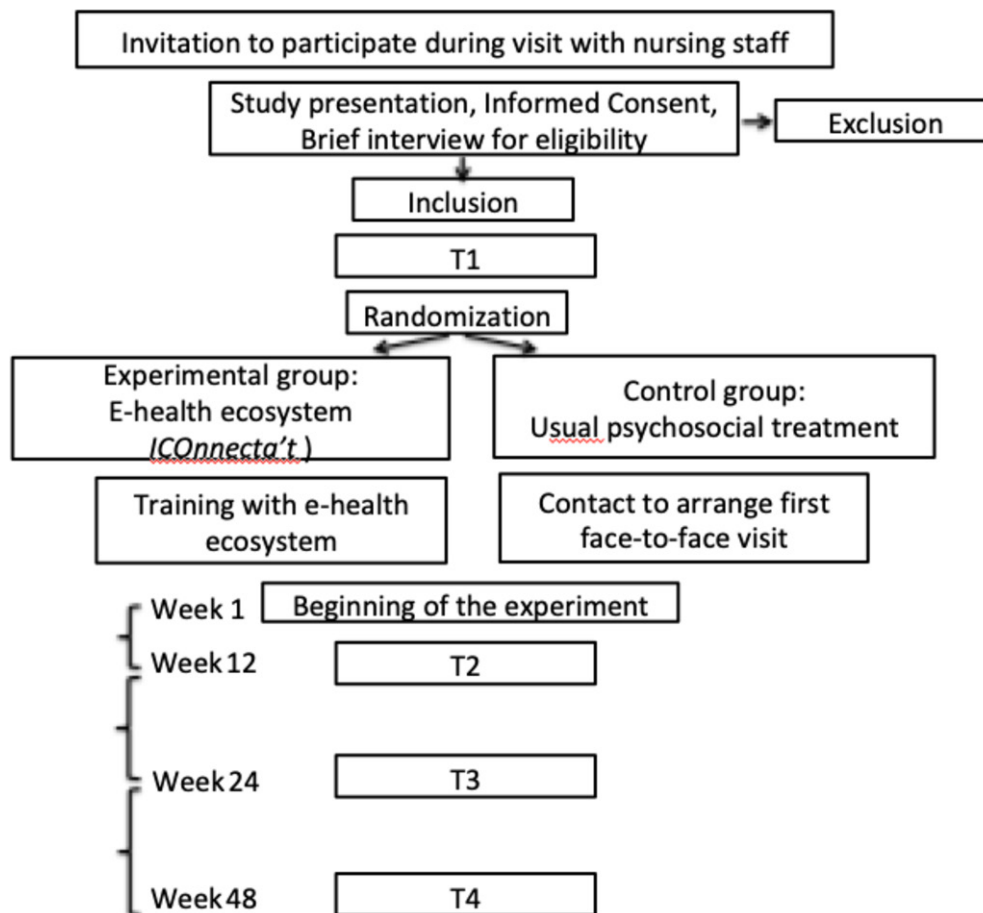 Invitation to participate during visit with nursing staff
Study presentation, Informed Consent,
Brief interview for eligibility
Exclusion
Inclusion
T1
Randomization
Experimental group:
E-health ecosystem
ICOnnecta't )
Control group:
Usual psychosocial treatment
Training with e-health
ecosystem
Contact to arrange first
face-to-face visit
Week 1
Beginning of the experiment
Week 12
T2
Week 24
T3
Week 48
T4